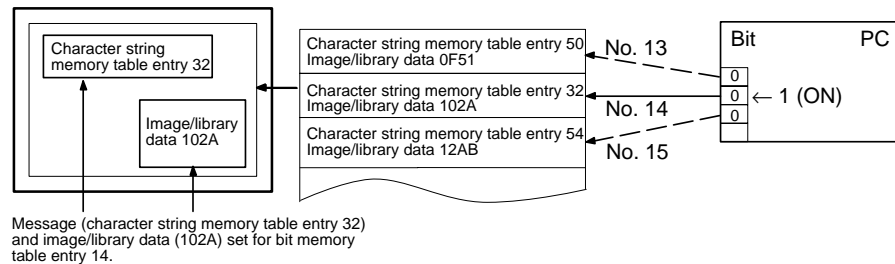 Character string
memory table entry 32
Image/library
data 102A
Message (character string memory table entry 32)
and image/library data (102A) set for bit memory
table entry 14.
Character string memory table entry 50
Image/library data 0F51
Character string memory table entry 32
Image/library data 102A
Character string memory table entry 54
Image/library data 12AB
No. 13
No. 14
No. 15
Bit PC
0
0 ← 1 (ON)
0